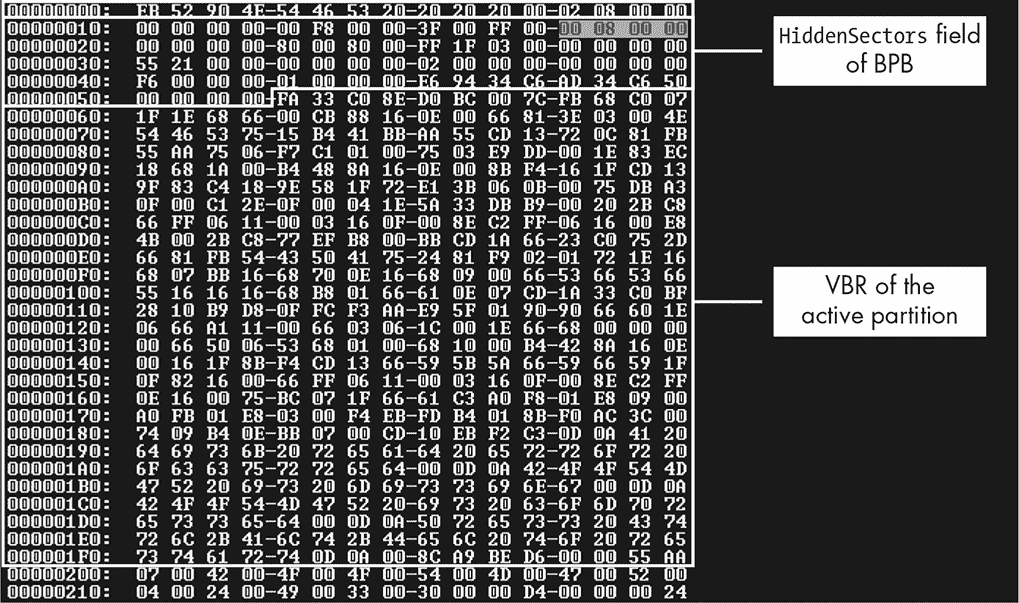 00000000: EB 52 90 4E-54 46 53 20-20 20 20 00-02 08 00 00
00000010: 00 00 00 00-00 F8 00 00-3F 00 FF 00-00 08 00 00
00000020: 00 00 00 00-80 00 80 00-FF 1F 03 00-00 00 00 00
00000030: 55 21 00 00-00 00 00 00-02 00 00 00-00 00 00 00
00000040: F6 00 00 00-01 00 00 00-E6 94 34 C6-AD 34 C6 50
00000050: 00 00 00 00-FA 33 C0 8E-D0 BC 00 7C-FB 68 C0 07
00000060: 1F 1E 68 66-00 CB 88 16-0E 00 66 81-3E 03 00 4E
00000070: 54 46 53 75-15 B4 41 BB-AA 55 CD 13-72 0C 81 FB
00000080: 55 AA 75 06-F7 C1 01 00-75 03 E9 DD-00 1E 83 EC
00000090: 18 68 1A 00-B4 48 8A 16-0E 00 8B F4-16 1F CD 13
000000A0: 9F 83 C4 18-9E 58 1F 72-E1 3B 06 0B-00 75 DB A3
000000B0: 0F 00 C1 2E-0F 00 04 1E-5A 33 DB B9-00 20 2B C8
000000C0: 66 FF 06 11-00 03 16 0F-00 8E C2 FF-06 16 00 E8
000000D0: 4B 00 2B C8-77 EF B8 00-BB CD 1A 66-23 C0 75 2D
000000E0: 66 81 FB 54-43 50 41 75-24 81 F9 02-01 72 1E 16
000000F0: 68 07 BB 16-68 70 0E 16-68 09 00 66-53 66 53 66
00000100: 55 16 16 16-68 B8 01 66-61 0E 07 CD-1A 33 C0 BF
00000110: 28 10 B9 D8-0F FC F3 AA-E9 5F 01 90-90 66 60 1E
00000120: 06 66 A1 11-00 66 03 06-1C 00 1E 66-68 00 00 00
00000130: 00 66 50 06-53 68 01 00-68 10 00 B4-42 8A 16 0E
00000140: 00 16 1F 8B-F4 CD 13 66-59 5B 5A 66-59 66 59 1F
00000150: 0F 82 16 00-66 FF 06 11-00 03 16 0F-00 8E C2 FF
00000160: 0E 16 00 75-BC 07 1F 66-61 C3 A0 F8-01 E8 09 00
00000170: A0 FB 01 E8-03 00 F4 EB-FD B4 01 8B-F0 AC 3C 00
00000180: 74 09 B4 0E-BB 07 00 CD-10 EB F2 C3-0D 0A 41 20
00000190: 64 69 73 6B-20 72 65 61-64 20 65 72-72 6F 72 20
000001A0: 6F 63 63 75-72 72 65 64-00 0D 0A 42-4F 4F 54 4D
000001B0: 47 52 20 69-73 20 6D 69-73 73 69 6E-67 00 0D 0A
000001C0: 42 4F 4F 54-4D 47 52 20-69 73 20 63-6F 6D 70 72
000001D0: 65 73 73 65-64 00 0D 0A-50 72 65 73-73 20 43 74
000001E0: 72 6C 2B 41-6C 74 2B 44-65 6C 20 74-6F 20 72 65
000001F0: 73 74 61 72-74 0D 0A 00-8C A9 BE D6-00 00 55 AA
00000200: 07 00 42 00-4F 00 4F 00-54 00 4D 00-47 00 52 00
00000210: 04 00 24 00-49 00 33 00-30 00 00 D4-00 00 00 24
HiddenSectors field
of BPB
VBR of the
active partition